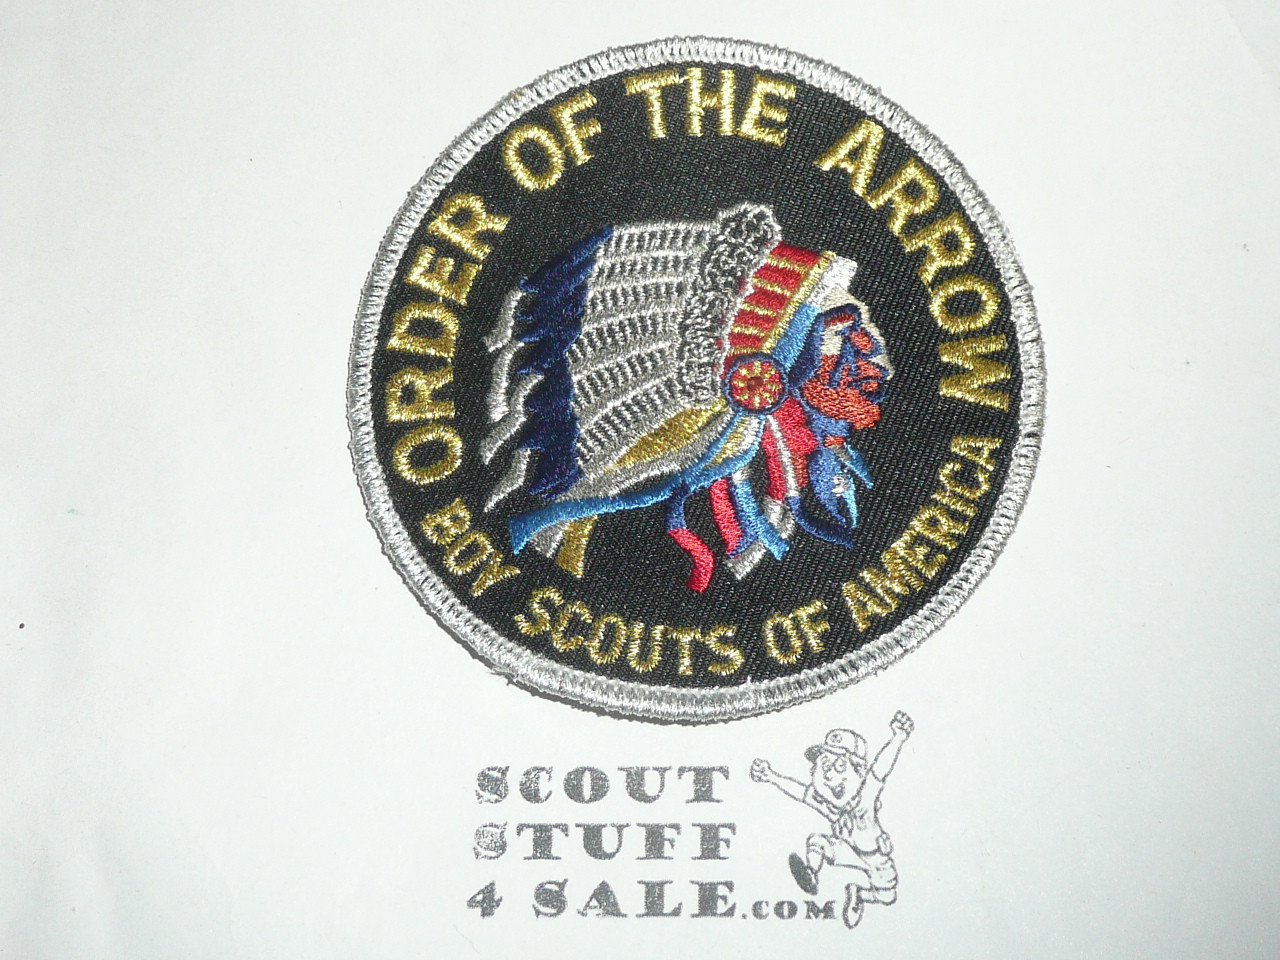 ORDER OF THE ARROW
BOY SCOUTS OF AMERICA
SCOUT
STUFF
4 SALE.COM